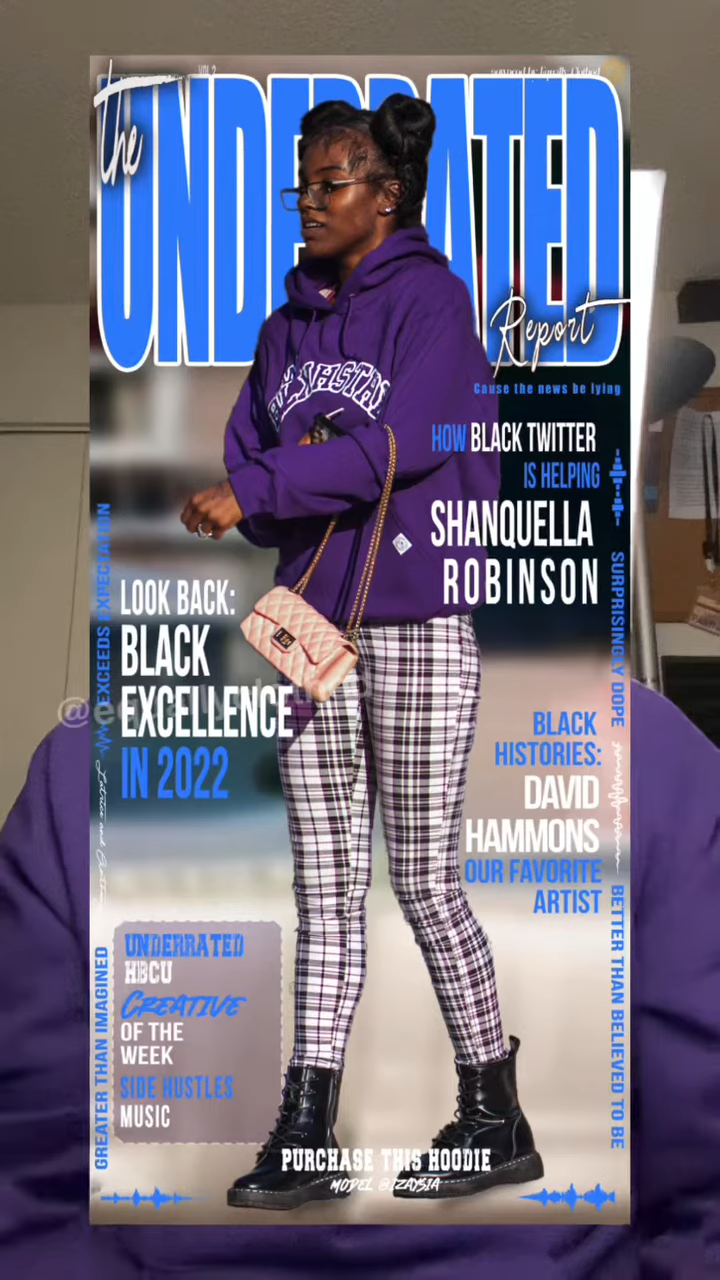 VOL 2
the
UNDERRATED
Report
Cause the news be lying
HOW BLACK TWITTER
IS HELPING
SHANQUELLA
ROBINSON
EXCEEDS EXPECTATION
SURPRISINGLY DOPE
LOOK BACK:
BLACK
EXCELLENCE
IN 2022
BLACK
HISTORIES:
DAVID
HAMMONS
OUR FAVORITE
ARTIST
GREATER THAN IMAGINED
BETTER THAN BELIEVED TO BE
UNDERRATED
HBCU
CREATIVE
OF THE
WEEK
SIDE HUSTLES
MUSIC
PURCHASE THIS HOODIE
MODEL @IZAYSIA